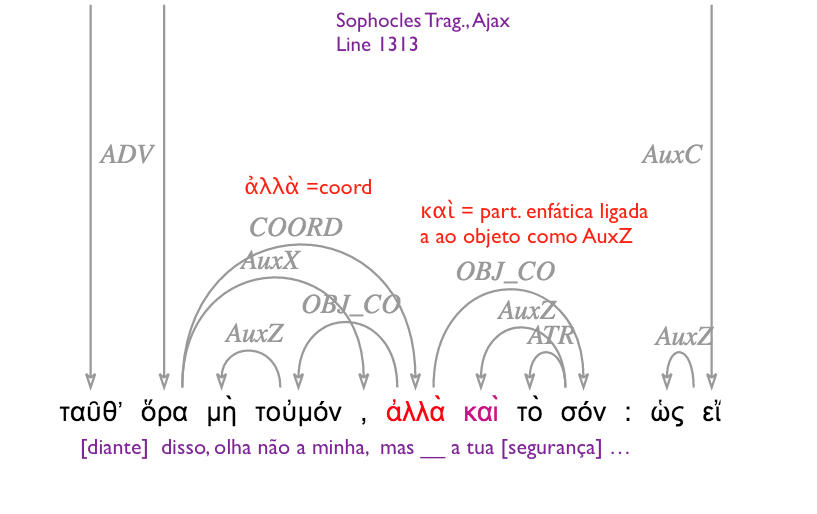 Sophocles Trag., Ajax
Line 1313
ADV
AuxC
ἀλλὰ =coord
καὶ = part. enfática ligada
a ao objeto como AuxZ
COORD
AuxX
OBJ_CO
OBJ_CO
AuxZ
AuxZ
ATR
AuxZ
ταῦθ’ ὅρα μὴ τοὐμόν , ἀλλὰ καὶ τὸ σόν : ὡς εἴ
[diante] disso, olha não a minha, mas __ a tua [segurança] …